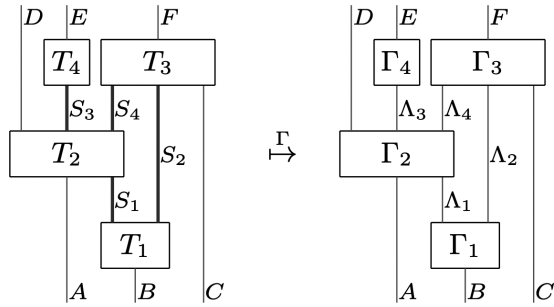 D E F D E F
T₄ T₃ Γ₄ Γ₃
S₃ S₄ Λ₃ Λ₄
T₂ S₂ Γ ↦ Γ₂ Λ₂
S₁ Λ₁
T₁ Γ₁
A B C A B C